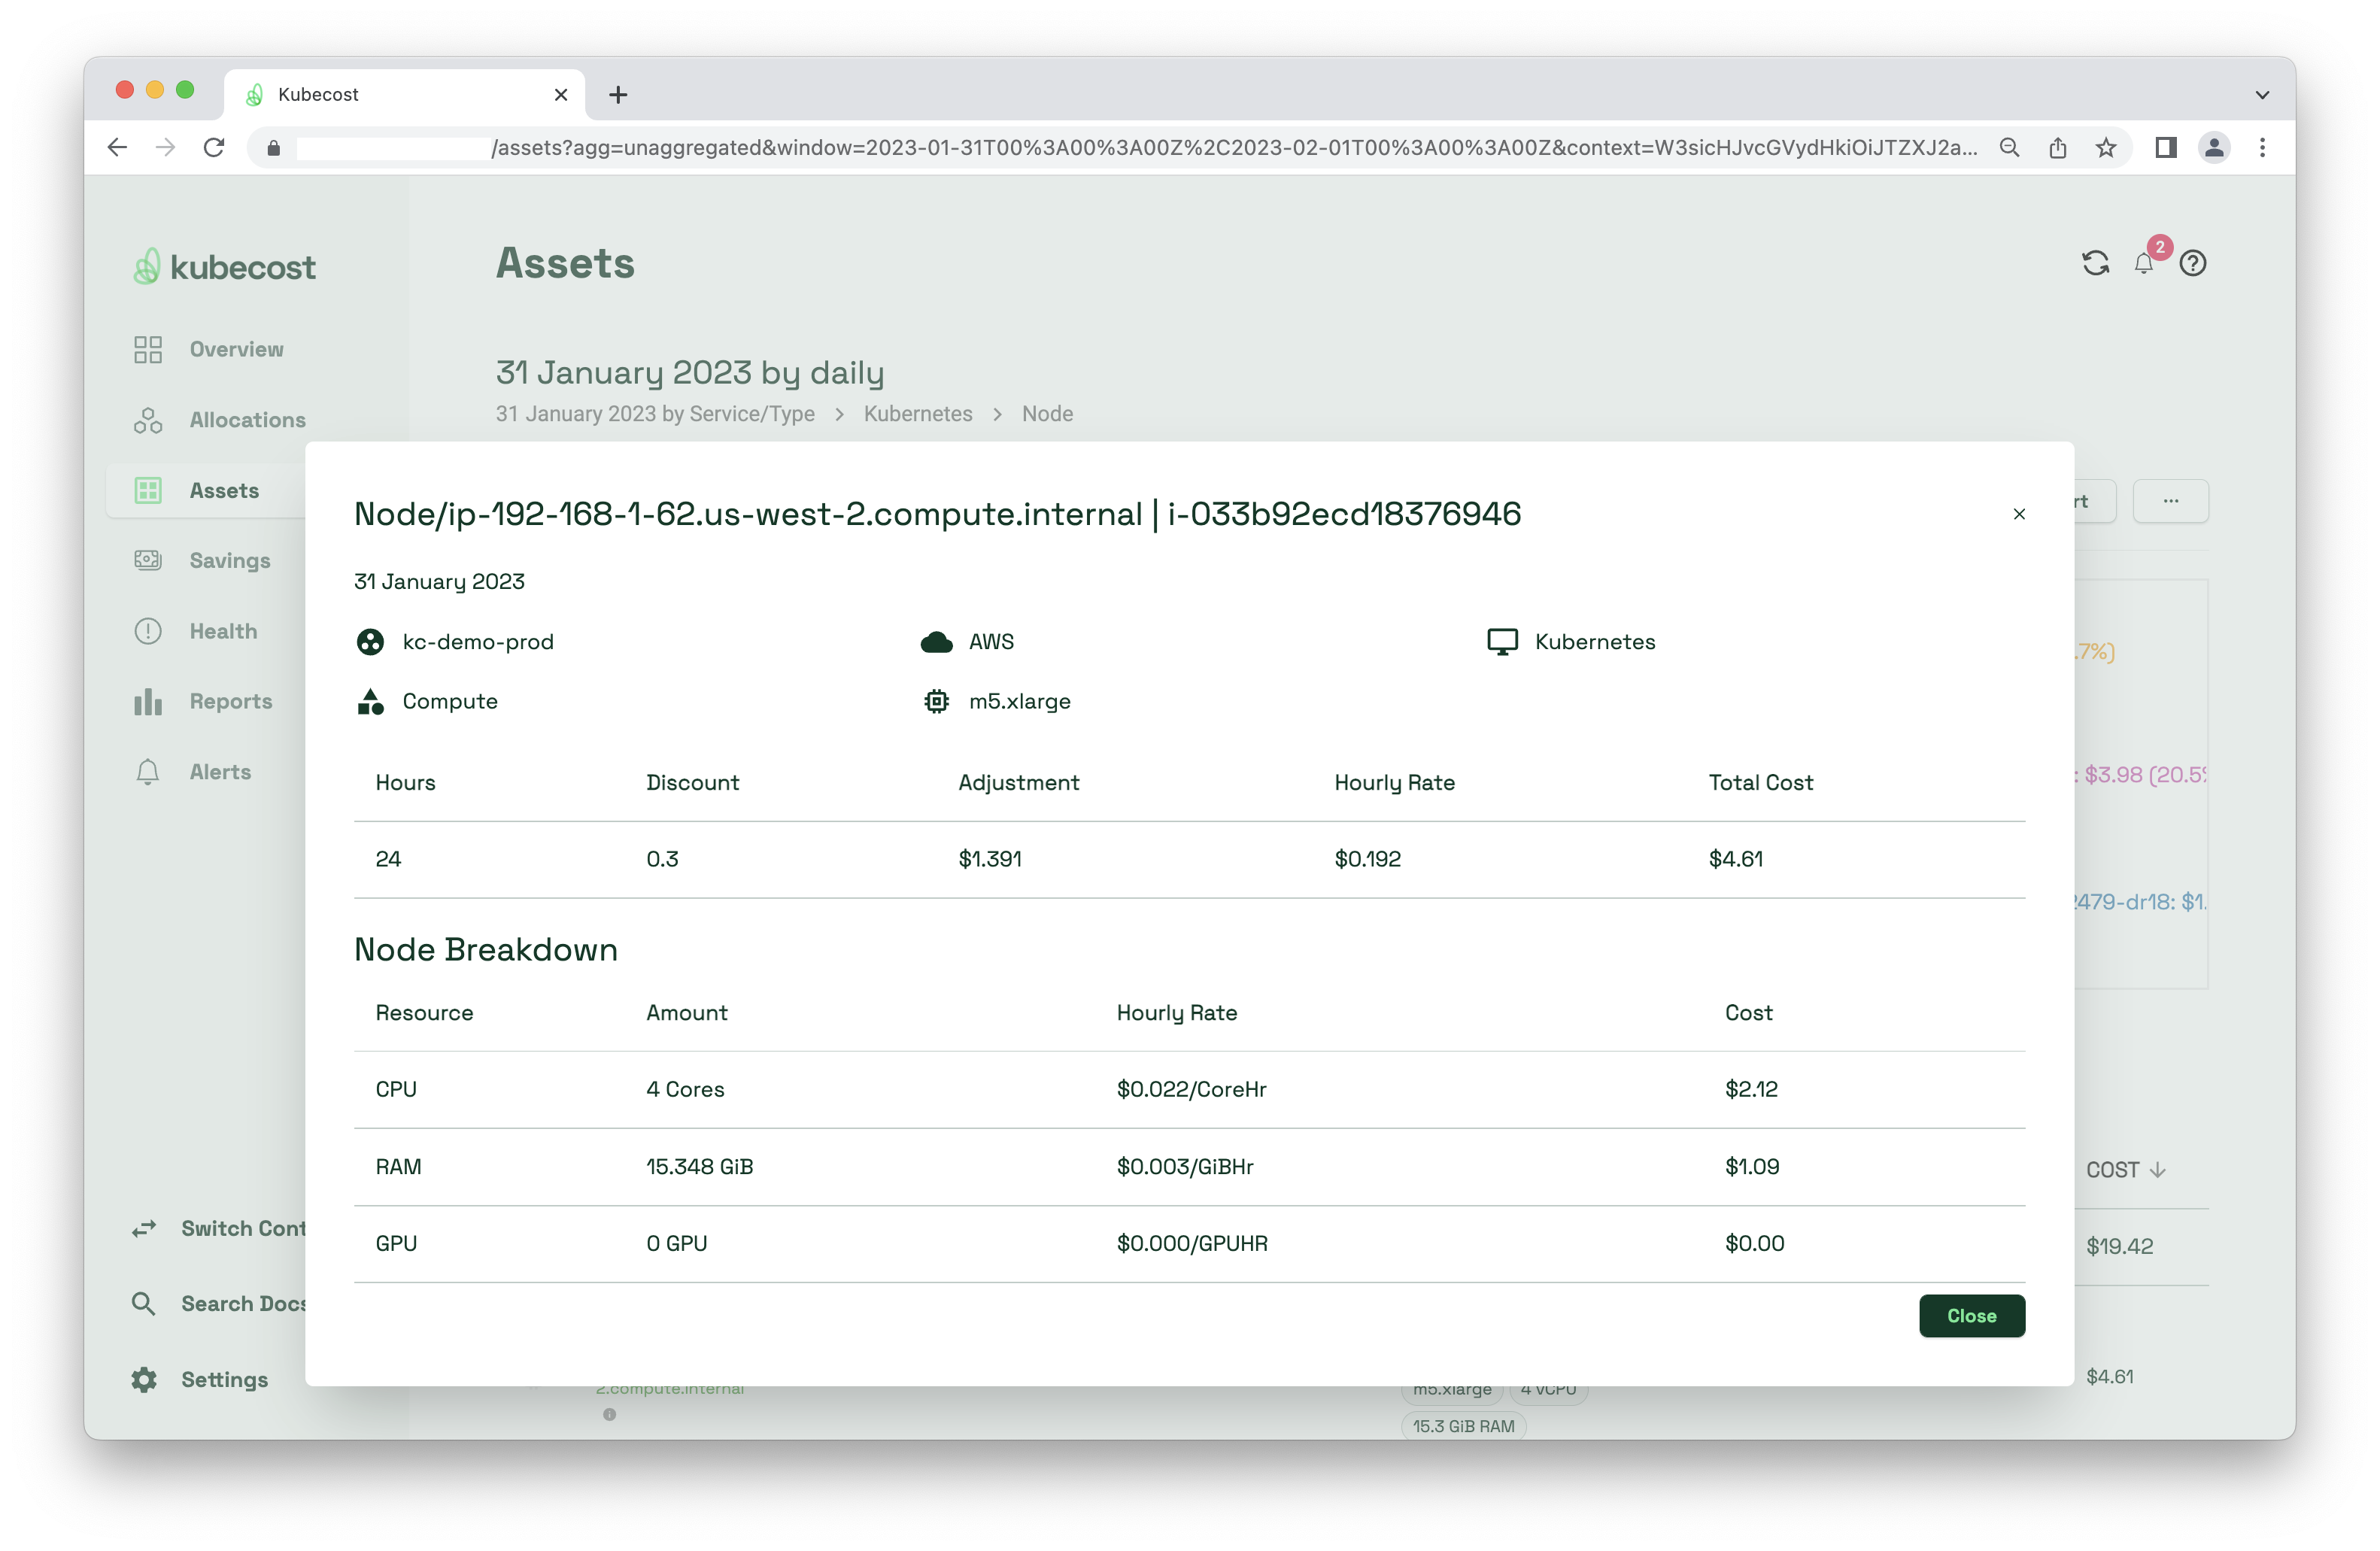 Kubecost
/assets?agg=unaggregated&window=2023-01-31T00%3A00%3A00Z%2C2023-02-01T00%3A00%3A00Z&context=W3sicHJvcGVydHkiOiJTZXJ2a...
kubecost
Assets
2
31 January 2023 by daily
31 January 2023 by Service/Type > Kubernetes > Node
Overview
Allocations
Assets
Savings
Health
Reports
Alerts
Switch Cont
Search Docs
Settings
Node/ip-192-168-1-62.us-west-2.compute.internal | i-033b92ecd18376946
31 January 2023
kc-demo-prod AWS Kubernetes
Compute m5.xlarge
Hours Discount Adjustment Hourly Rate Total Cost
24 0.3 $1.391 $0.192 $4.61
Node Breakdown
Resource Amount Hourly Rate Cost
CPU 4 Cores $0.022/CoreHr $2.12
RAM 15.348 GiB $0.003/GiBHr $1.09
GPU 0 GPU $0.000/GPUHR $0.00
Close
rt ...
.7%)
: $3.98 (20.5%
2479-dr18: $1.
COST
$19.42
$4.61
2.compute.internal
m5.xlarge 4 vCPU
15.3 GiB RAM